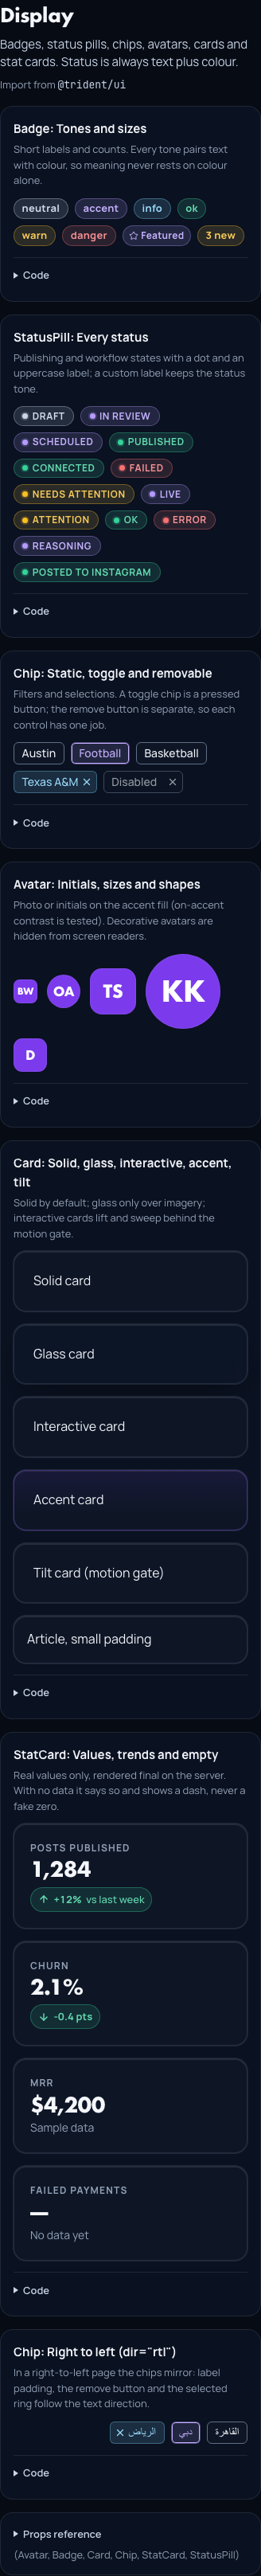 Display
Badges, status pills, chips, avatars, cards and
stat cards. Status is always text plus colour.
Import from @trident/ui
Badge: Tones and sizes
Short labels and counts. Every tone pairs text
with colour, so meaning never rests on colour
alone.
neutral accent info ok
warn danger Featured 3 new
Code
StatusPill: Every status
Publishing and workflow states with a dot and an
uppercase label; a custom label keeps the status
tone.
DRAFT IN REVIEW
SCHEDULED PUBLISHED
CONNECTED FAILED
NEEDS ATTENTION LIVE
ATTENTION OK ERROR
REASONING
POSTED TO INSTAGRAM
Code
Chip: Static, toggle and removable
Filters and selections. A toggle chip is a pressed
button; the remove button is separate, so each
control has one job.
Austin Football Basketball
Texas A&M × Disabled ×
Code
Avatar: Initials, sizes and shapes
Photo or initials on the accent fill (on-accent
contrast is tested). Decorative avatars are
hidden from screen readers.
BW OA TS KK
D
Code
Card: Solid, glass, interactive, accent,
tilt
Solid by default; glass only over imagery;
interactive cards lift and sweep behind the
motion gate.
Solid card
Glass card
Interactive card
Accent card
Tilt card (motion gate)
Article, small padding
Code
StatCard: Values, trends and empty
Real values only, rendered final on the server.
With no data it says so and shows a dash, never a
fake zero.
POSTS PUBLISHED
1,284
↑ +12% vs last week
CHURN
2.1%
↓ -0.4 pts
MRR
$4,200
Sample data
FAILED PAYMENTS
—
No data yet
Code
Chip: Right to left (dir="rtl")
In a right-to-left page the chips mirror: label
padding, the remove button and the selected
ring follow the text direction.
القاهرة دبي الرياض ×
Code
Props reference
(Avatar, Badge, Card, Chip, StatCard, StatusPill)